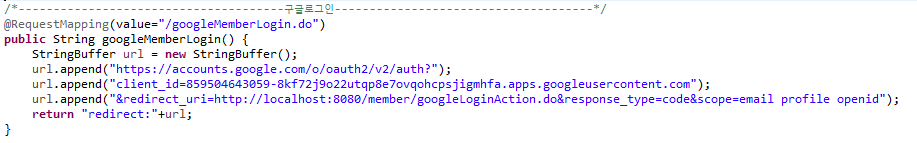 /*------------------------------------------구글로그인-----------------------------------------*/
@RequestMapping(value="/googleMemberLogin.do")
public String googleMemberLogin() {
StringBuffer url = new StringBuffer();
url.append("https://accounts.google.com/o/oauth2/v2/auth?");
url.append("client_id=859504643059-8kf72j9o22utqp8e7ovqohcpsjigmhfa.apps.googleusercontent.com");
url.append("&redirect_uri=http://localhost:8080/member/googleLoginAction.do&response_type=code&scope=email profile openid");
return "redirect:"+url;
}